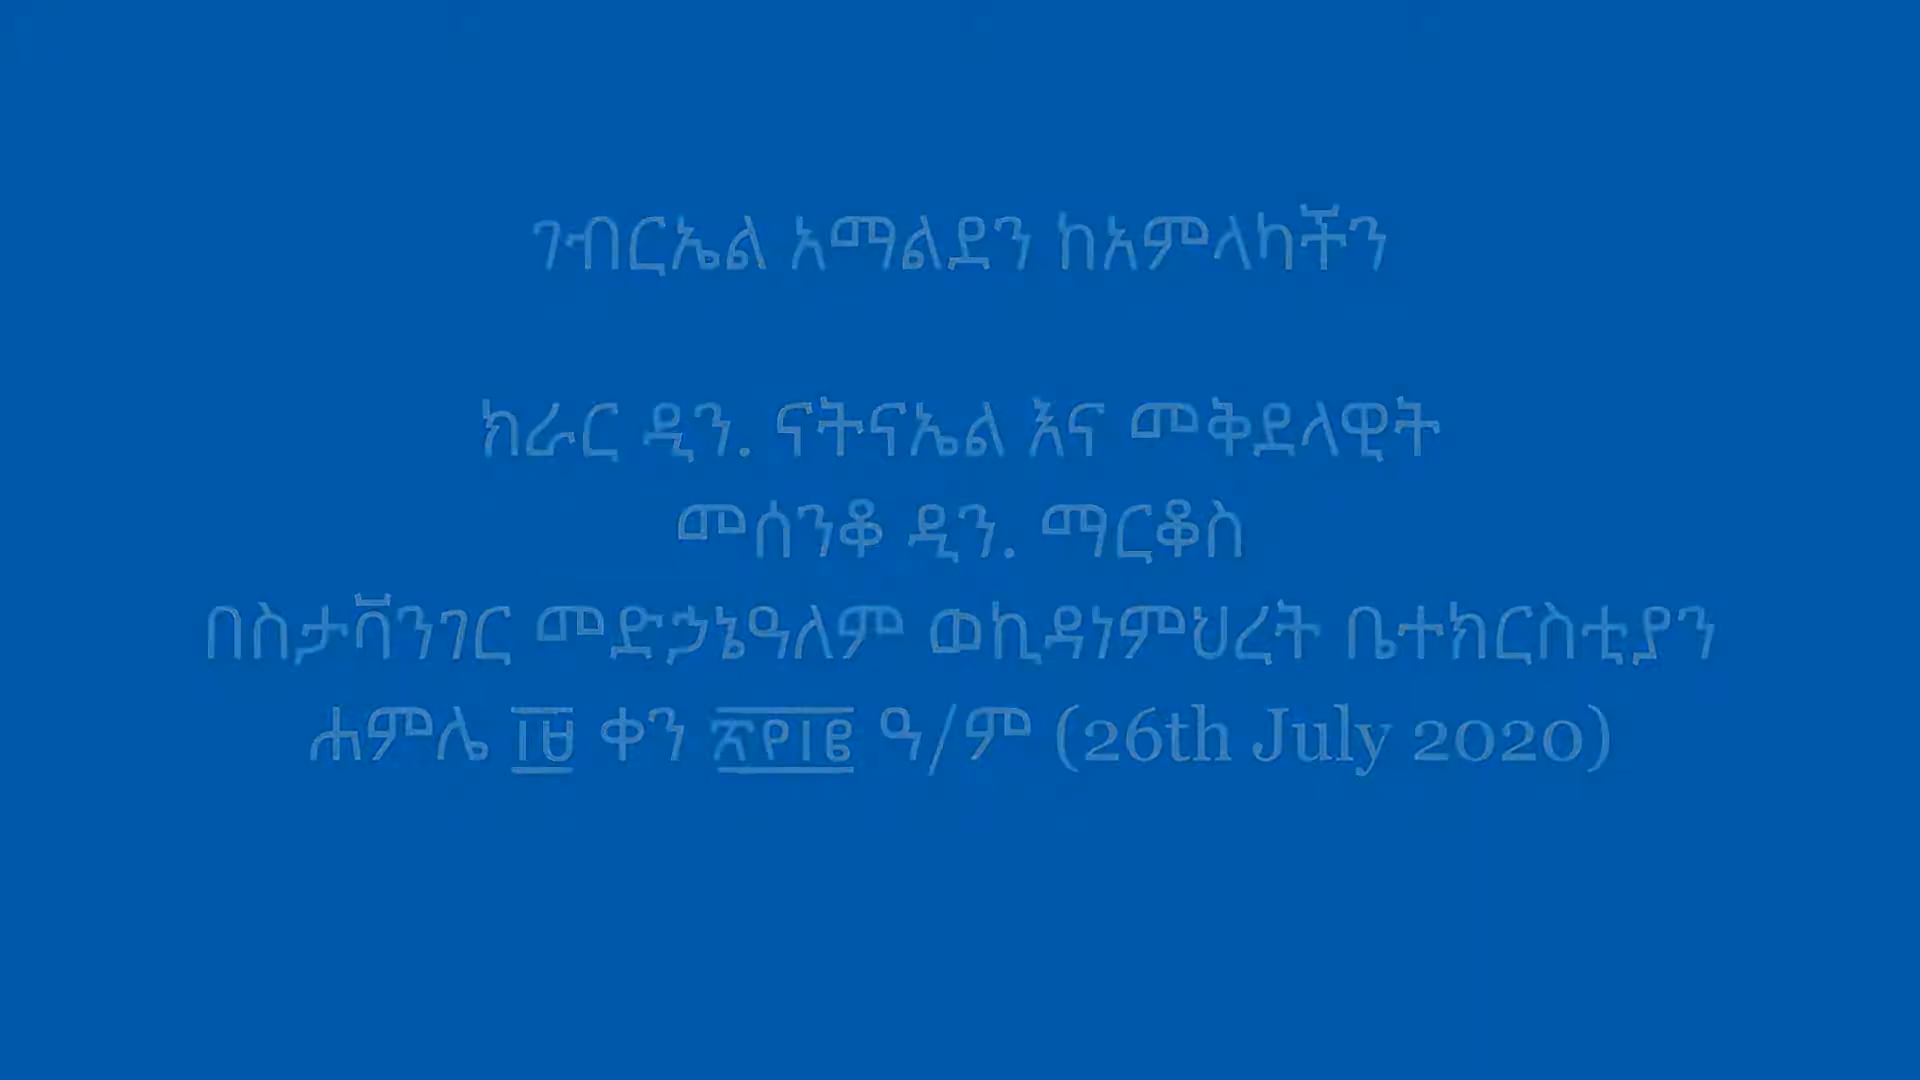 ገብርኤል አማልደን ከአምላካችን
ክራር ዲን. ናትናኤል እና መቅደላዊት
መሰንቆ ዲን. ማርቆስ
በስታቫንገር መድኃኔዓለም ወኪዳነምህረት ቤተክርስቲያን
ሐምሌ ፲፱ ቀን ፳፻፲፪ ዓ/ም (26th July 2020)